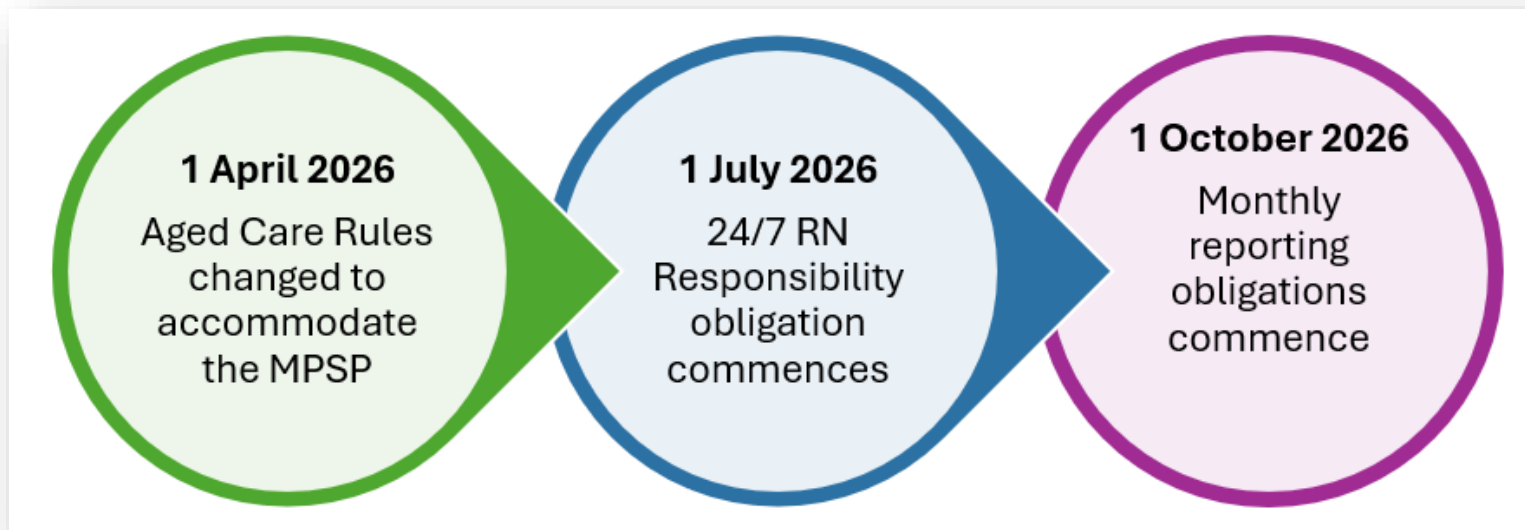 1 April 2026
Aged Care Rules
changed to
accommodate
the MPSP
1 July 2026
24/7 RN
Responsibility
obligation
commences
1 October 2026
Monthly
reporting
obligations
commence